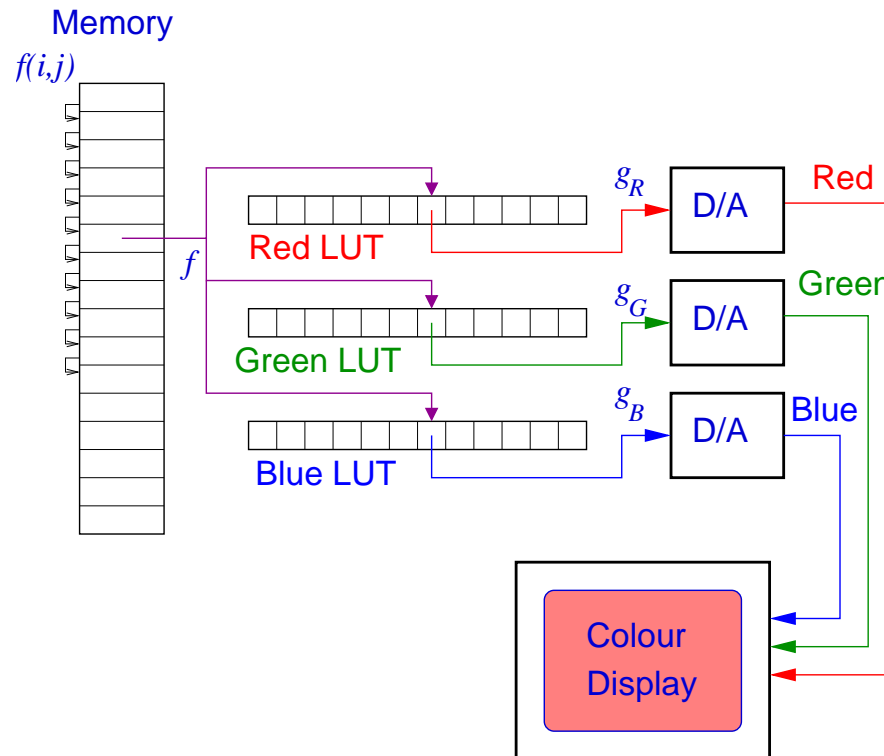 Memory
f(i,j)
g_R
D/A
Red
Red LUT
f
g_G
D/A
Green
Green LUT
g_B
D/A
Blue
Blue LUT
Colour
Display